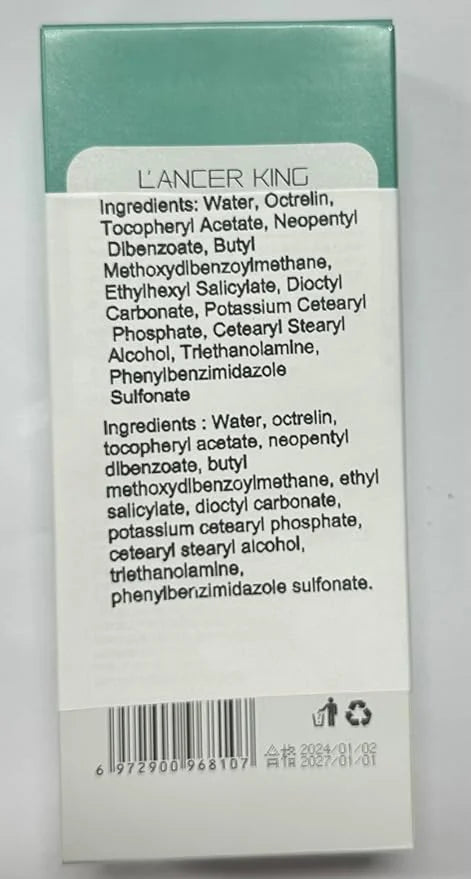 L'ANCER KING
Ingredients: Water, Octrelin,
Tocopheryl Acetate, Neopentyl
Dibenzoate, Butyl
Methoxydibenzoylmethane,
Ethylhexyl Salicylate, Dioctyl
Carbonate, Potassium Cetearyl
Phosphate, Cetearyl Stearyl
Alcohol, Triethanolamine,
Phenylbenzimidazole
Sulfonate
Ingredients : Water, octrelin,
tocopheryl acetate, neopentyl
dibenzoate, butyl
methoxydibenzoylmethane, ethyl
salicylate, dioctyl carbonate,
potassium cetearyl phosphate,
cetearyl stearyl alcohol,
triethanolamine,
phenylbenzimidazole sulfonate.
合格 2024/01/02
日期 2027/01/01
6 972900 968107